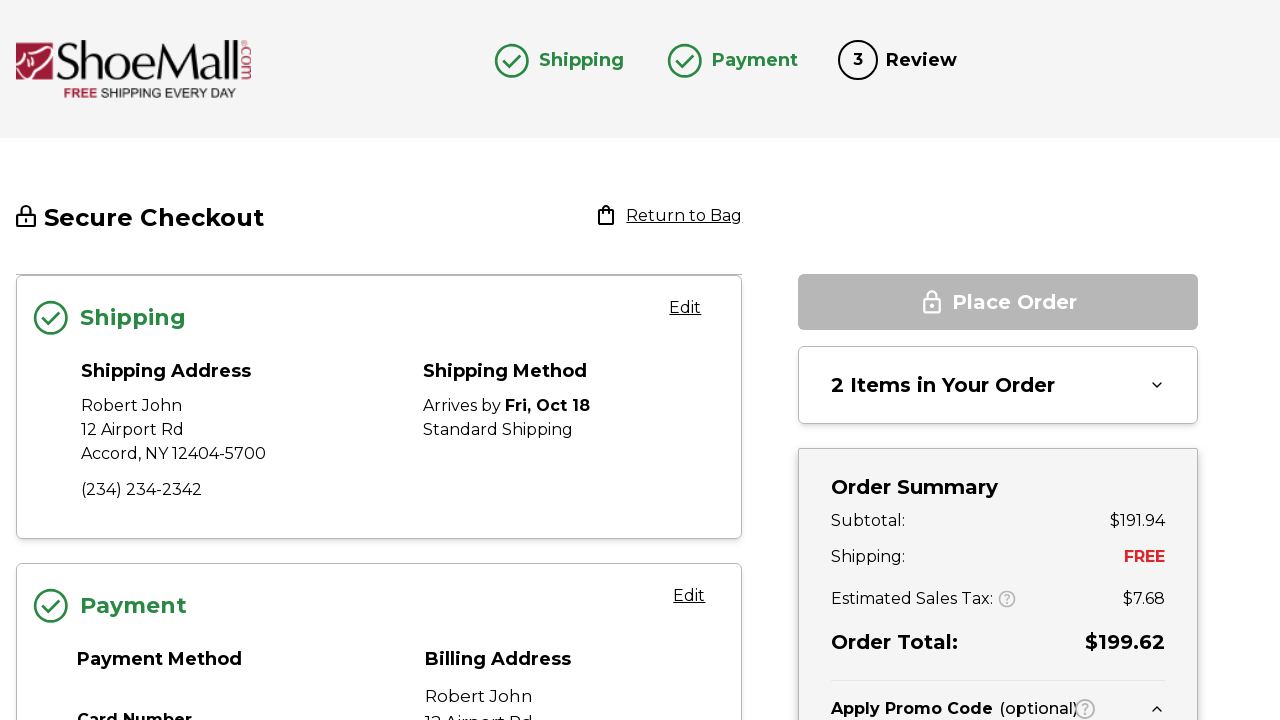 ShoeMall.com
FREE SHIPPING EVERY DAY
Shipping
Payment
3 Review
Secure Checkout
Return to Bag
Shipping
Edit
Shipping Address
Robert John
12 Airport Rd
Accord, NY 12404-5700
(234) 234-2342
Shipping Method
Arrives by Fri, Oct 18
Standard Shipping
Payment
Edit
Payment Method
Card Number
Billing Address
Robert John
12 Airport Rd
Place Order
2 Items in Your Order
Order Summary
Subtotal: $191.94
Shipping: FREE
Estimated Sales Tax: ? $7.68
Order Total: $199.62
Apply Promo Code (optional) ?